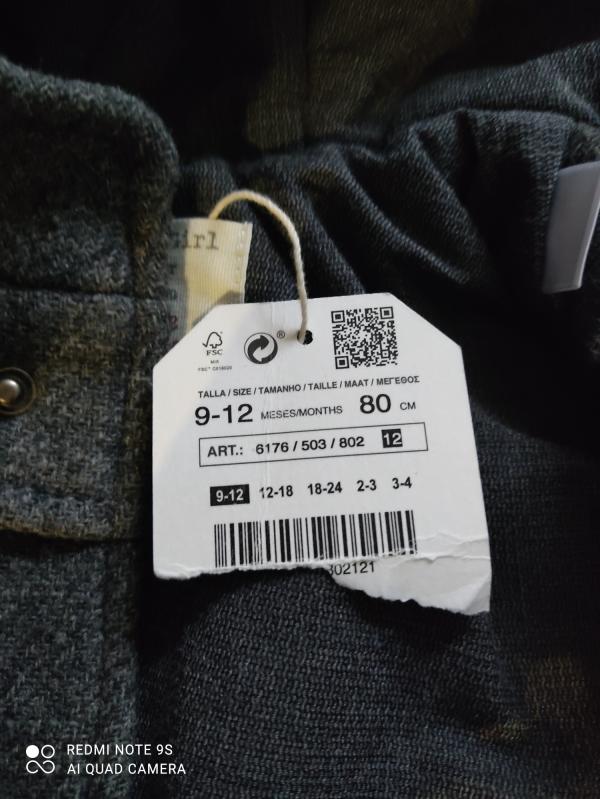 irl
FSC
MIX
®
TALLA / SIZE / TAMANHO / TAILLE / MAAT / ΜΕΓΕΘΟΣ
9-12 MESES/MONTHS 80 CM
ART.: 6176 / 503 / 802 12
9-12 12-18 18-24 2-3 3-4
302121
REDMI NOTE 9S
AI QUAD CAMERA